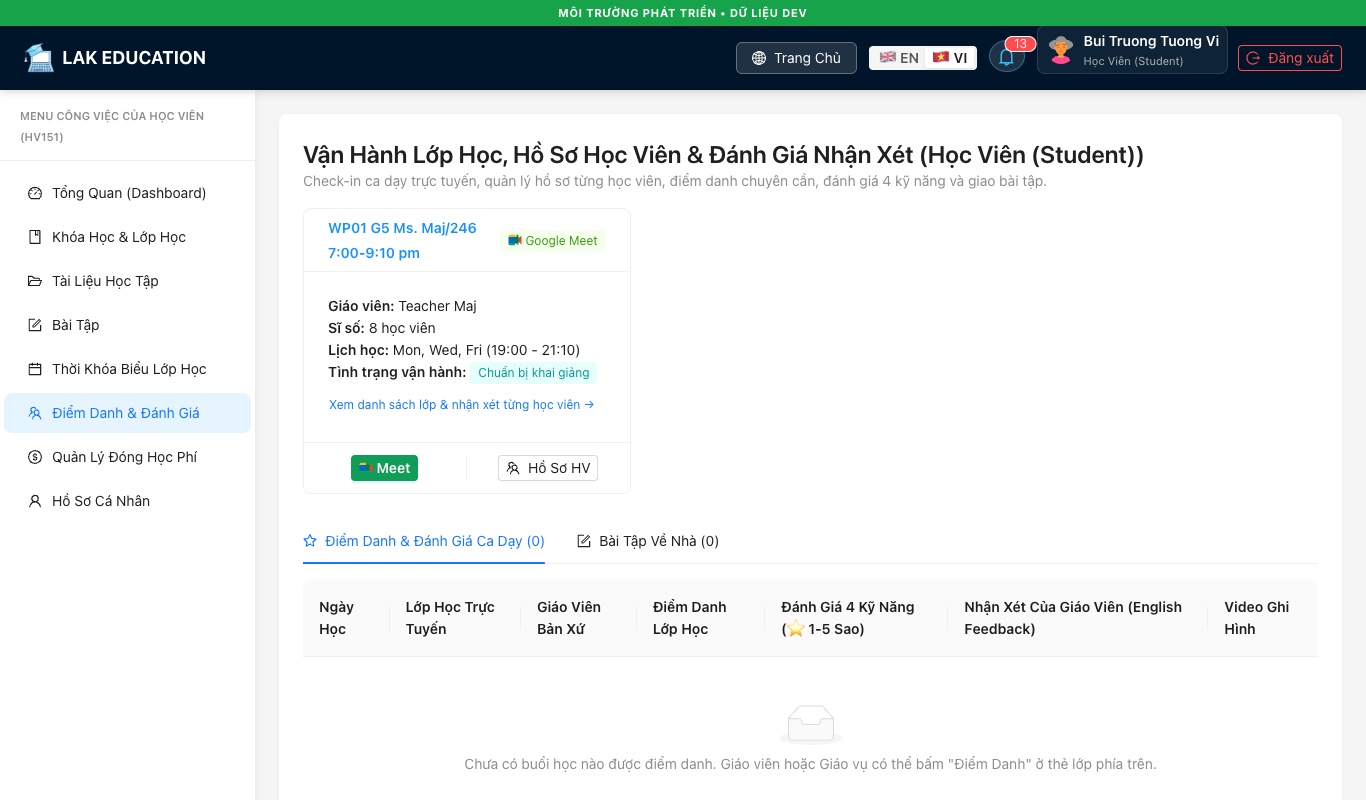 MÔI TRƯỜNG PHÁT TRIỂN • DỮ LIỆU DEV
LAK EDUCATION
Trang Chủ
EN
VI
13
Bui Truong Tuong Vi
Học Viên (Student)
Đăng xuất
MENU CÔNG VIỆC CỦA HỌC VIÊN
(HV151)
Tổng Quan (Dashboard)
Khóa Học & Lớp Học
Tài Liệu Học Tập
Bài Tập
Thời Khóa Biểu Lớp Học
Điểm Danh & Đánh Giá
Quản Lý Đóng Học Phí
Hồ Sơ Cá Nhân
Vận Hành Lớp Học, Hồ Sơ Học Viên & Đánh Giá Nhận Xét (Học Viên (Student))
Check-in ca dạy trực tuyến, quản lý hồ sơ từng học viên, điểm danh chuyên cần, đánh giá 4 kỹ năng và giao bài tập.
WP01 G5 Ms. Maj/246
7:00-9:10 pm
Google Meet
Giáo viên: Teacher Maj
Sĩ số: 8 học viên
Lịch học: Mon, Wed, Fri (19:00 - 21:10)
Tình trạng vận hành: Chuẩn bị khai giảng
Xem danh sách lớp & nhận xét từng học viên →
Meet
Hồ Sơ HV
Điểm Danh & Đánh Giá Ca Dạy (0)
Bài Tập Về Nhà (0)
Ngày
Học
Lớp Học Trực
Tuyến
Giáo Viên
Bản Xứ
Điểm Danh
Lớp Học
Đánh Giá 4 Kỹ Năng
(⭐ 1-5 Sao)
Nhận Xét Của Giáo Viên (English
Feedback)
Video Ghi
Hình
Chưa có buổi học nào được điểm danh. Giáo viên hoặc Giáo vụ có thể bấm "Điểm Danh" ở thẻ lớp phía trên.